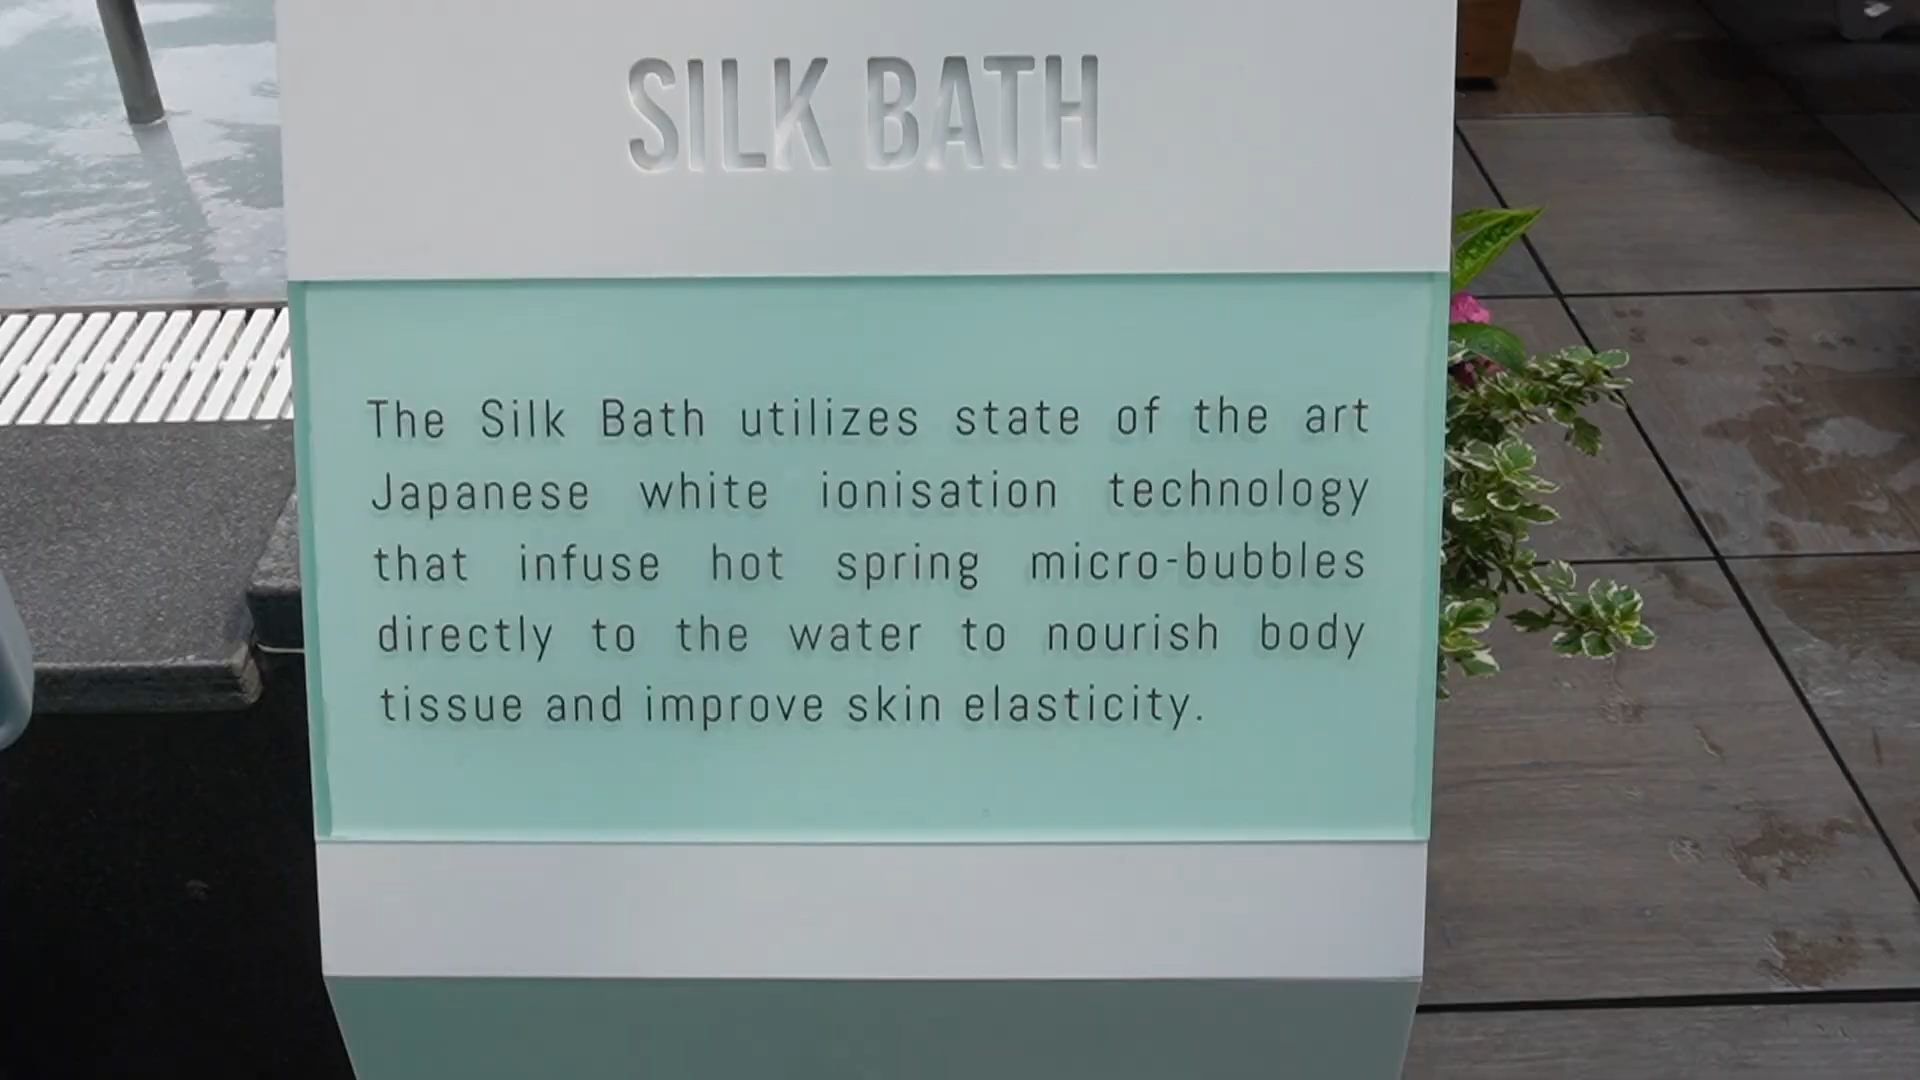 SILK BATH
The Silk Bath utilizes state of the art
Japanese white ionisation technology
that infuse hot spring micro-bubbles
directly to the water to nourish body
tissue and improve skin elasticity.